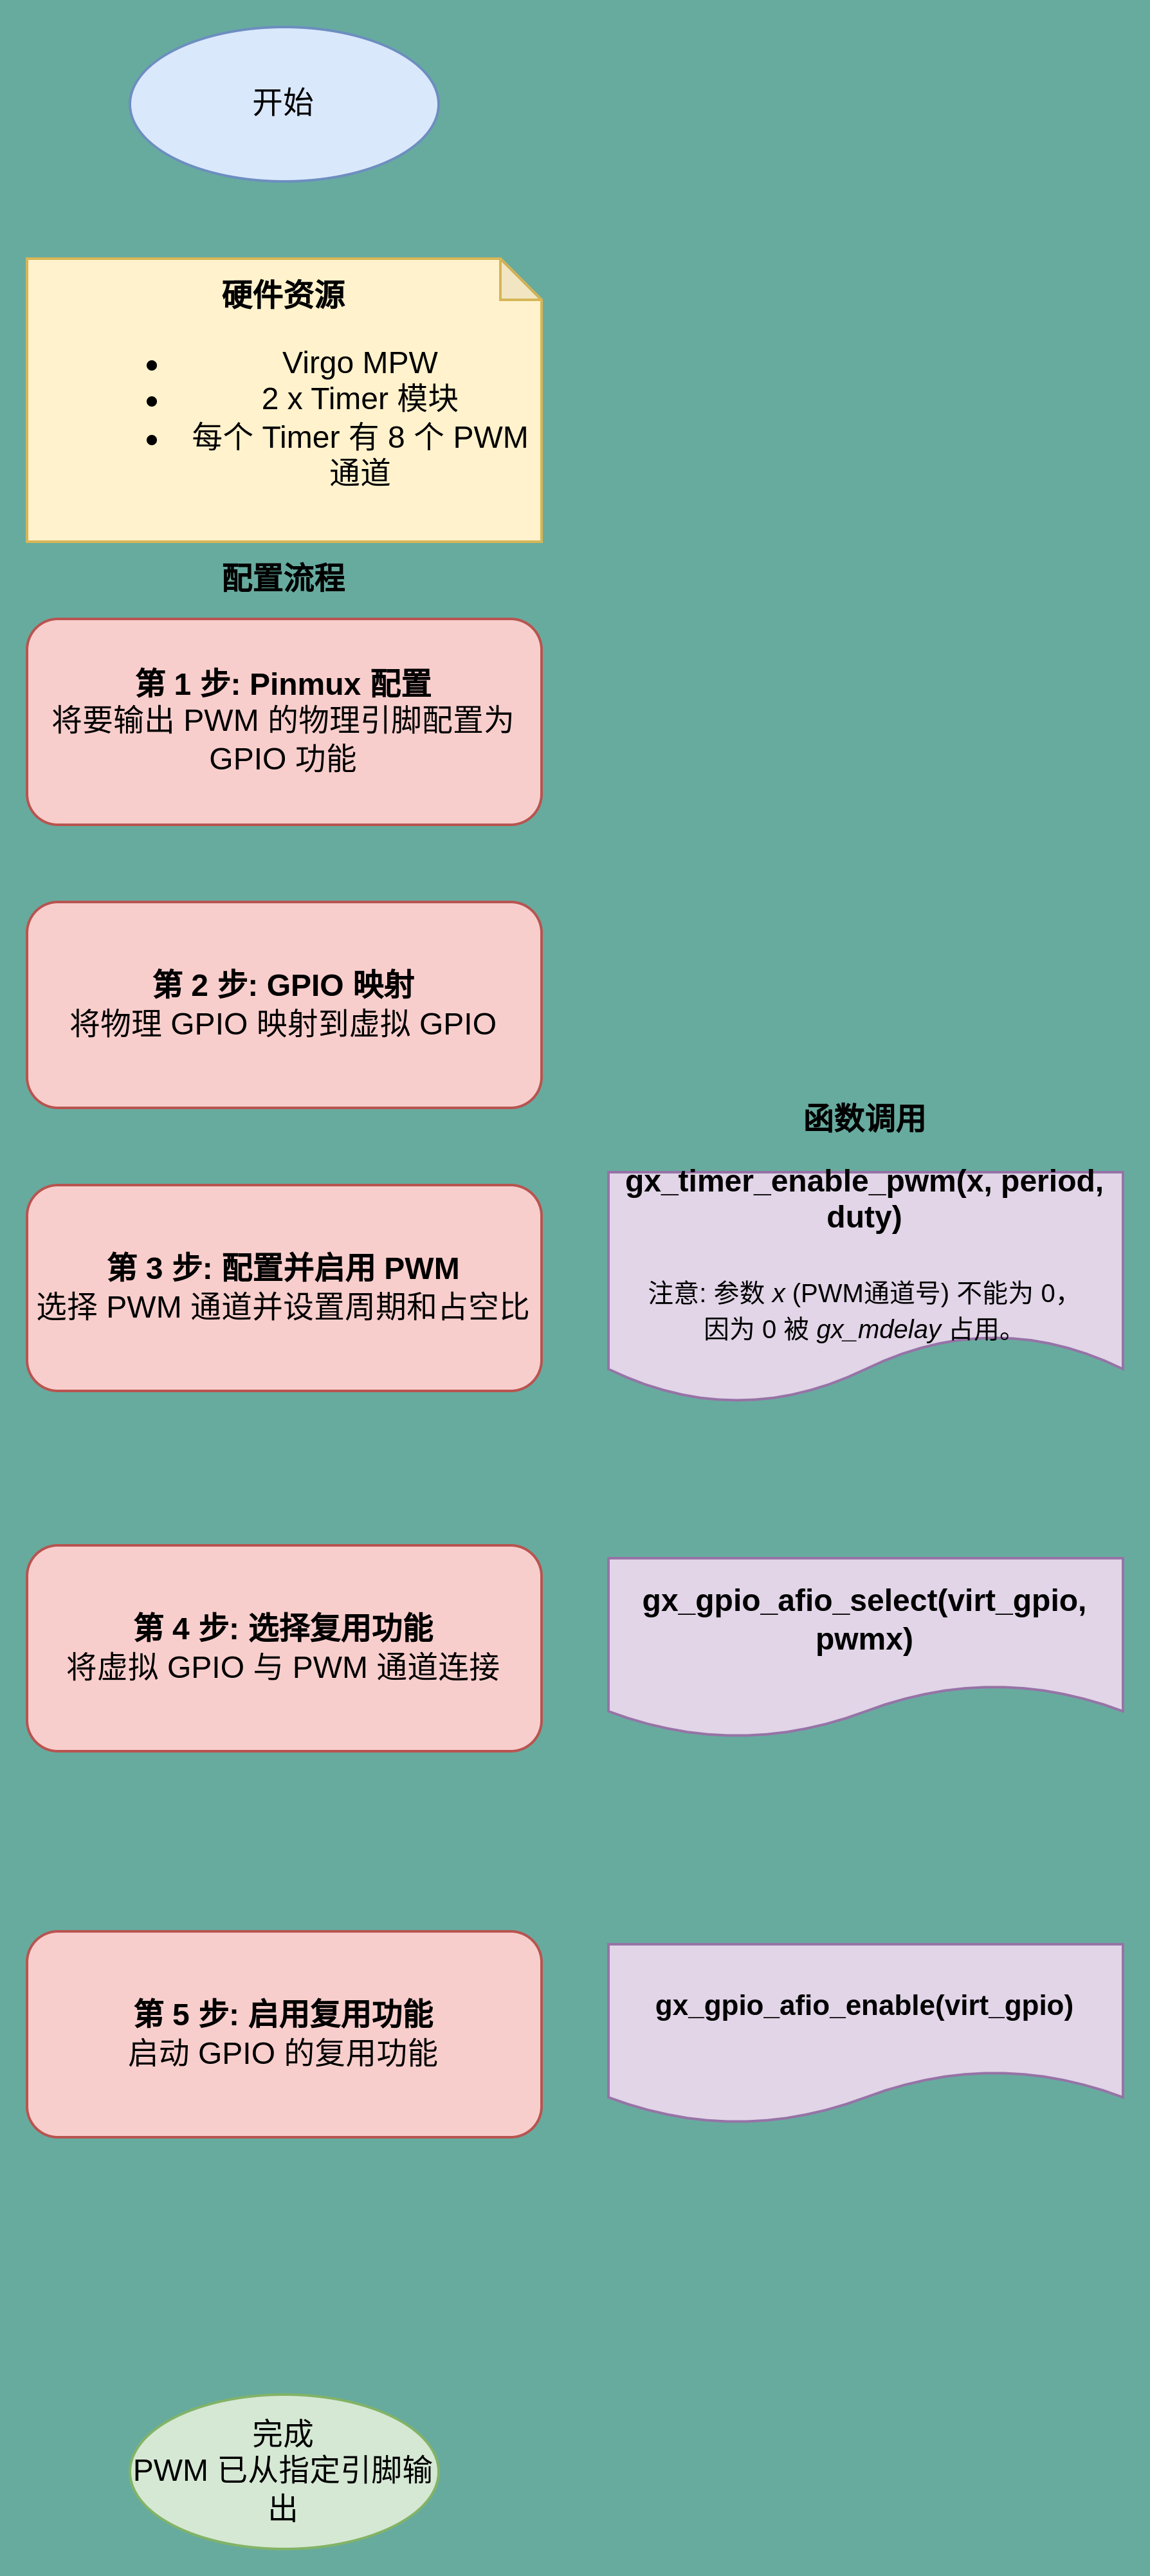 开始
硬件资源
Virgo MPW
2 x Timer 模块
每个 Timer 有 8 个 PWM
通道
配置流程
第 1 步: Pinmux 配置
将要输出 PWM 的物理引脚配置为
GPIO 功能
第 2 步: GPIO 映射
将物理 GPIO 映射到虚拟 GPIO
函数调用
第 3 步: 配置并启用 PWM
选择 PWM 通道并设置周期和占空比
gx_timer_enable_pwm(x, period,
duty)
注意: 参数 x (PWM通道号) 不能为 0，
因为 0 被 gx_mdelay 占用。
第 4 步: 选择复用功能
将虚拟 GPIO 与 PWM 通道连接
gx_gpio_afio_select(virt_gpio,
pwmx)
第 5 步: 启用复用功能
启动 GPIO 的复用功能
gx_gpio_afio_enable(virt_gpio)
完成
PWM 已从指定引脚输
出